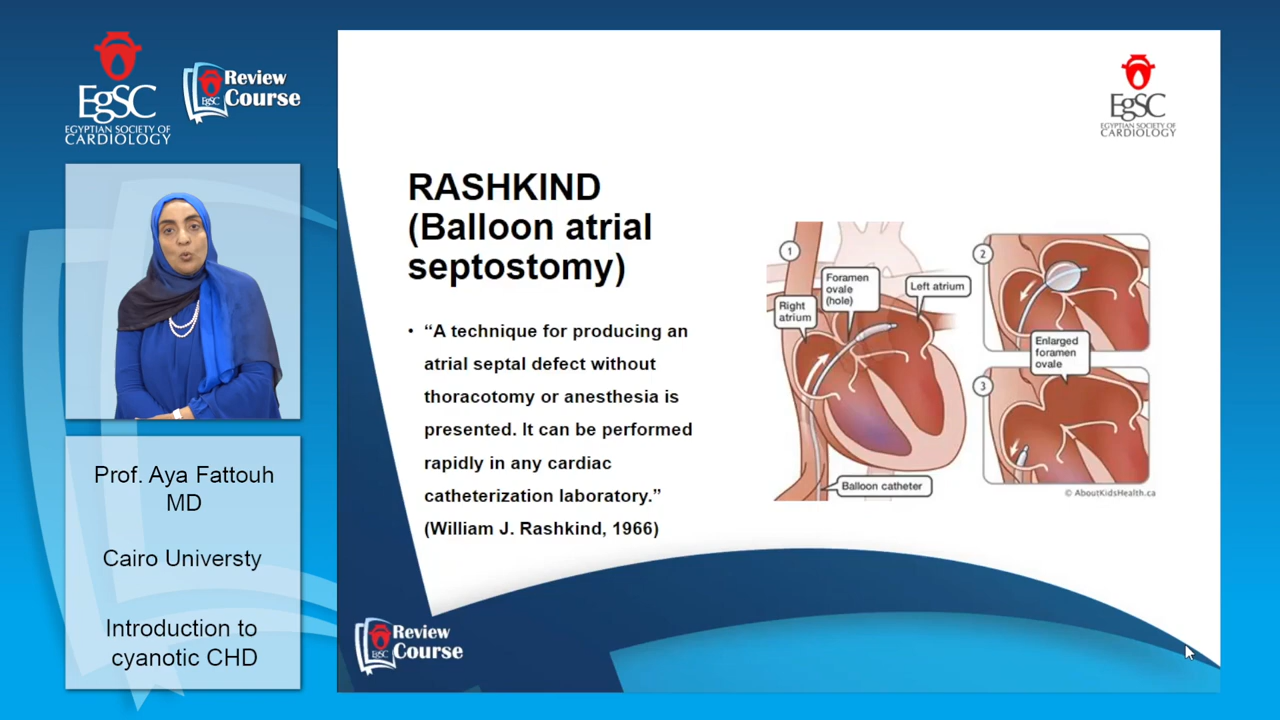 EgSC
EGYPTIAN SOCIETY OF
CARDIOLOGY
EgSC
Review
Course
Prof. Aya Fattouh
MD
Cairo Universty
Introduction to
cyanotic CHD
EgSC
EGYPTIAN SOCIETY OF
CARDIOLOGY
RASHKIND
(Balloon atrial
septostomy)
• “A technique for producing an
atrial septal defect without
thoracotomy or anesthesia is
presented. It can be performed
rapidly in any cardiac
catheterization laboratory.”
(William J. Rashkind, 1966)
1
Foramen
ovale
(hole)
Left atrium
Right
atrium
Balloon catheter
2
Enlarged
foramen
ovale
3
© AboutKidsHealth.ca
EgSC
Review
Course